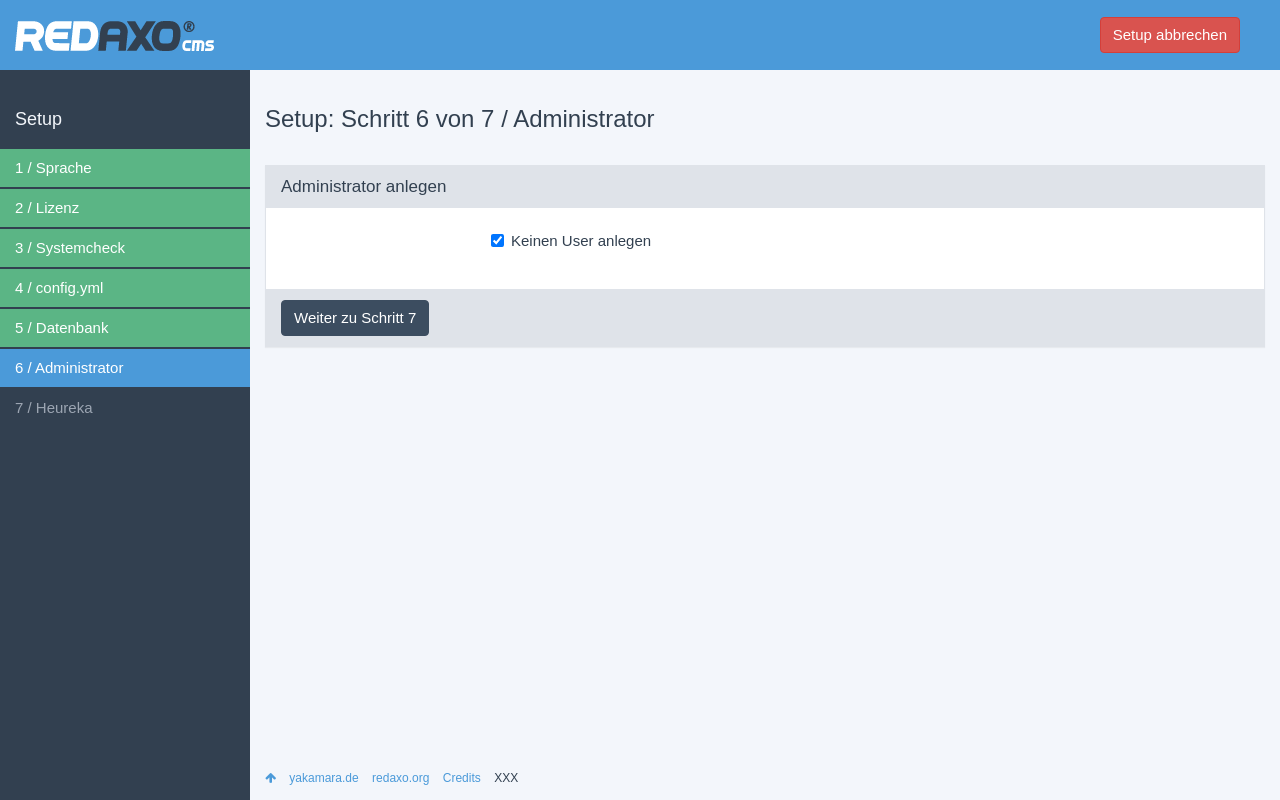 REDAXO® cms
Setup abbrechen
Setup
1 / Sprache
2 / Lizenz
3 / Systemcheck
4 / config.yml
5 / Datenbank
6 / Administrator
7 / Heureka
Setup: Schritt 6 von 7 / Administrator
Administrator anlegen
Keinen User anlegen
Weiter zu Schritt 7
yakamara.de redaxo.org Credits XXX